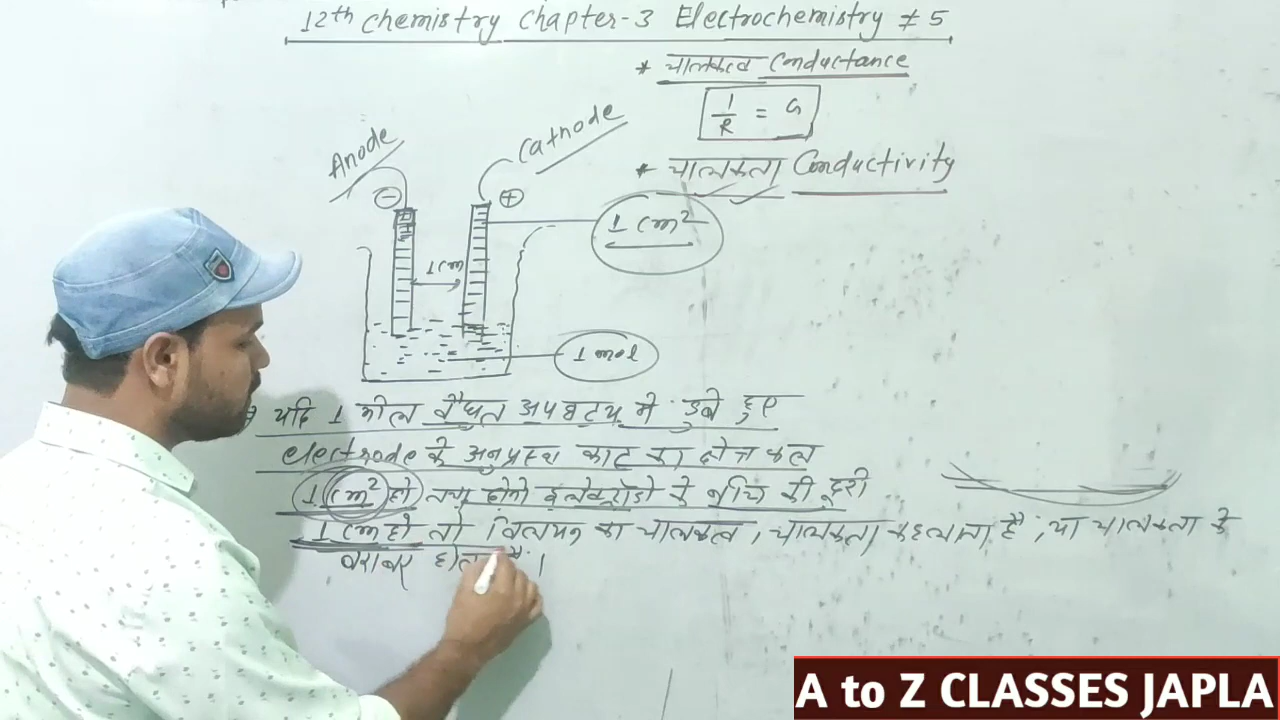 12th chemistry chapter-3 Electrochemistry # 5
* चालकत्व Conductance
1/R = G
* चालकता Conductivity
Anode
Cathode
-
+
1 cm²
1 cm
1 mol
→ यदि 1 मोल वैधुत अपघटय में डुबे हुए
electrode के अनुप्रस्थ काट का क्षेत्रफल
1 cm² हो तथा दोनो इलेक्ट्रॉडो के बीच की दूरी
1 cm हो तो विलयन का चालकत्व, चालकता कहलाता है, या चालकता के
बराबर होता है।
A to Z CLASSES JAPLA